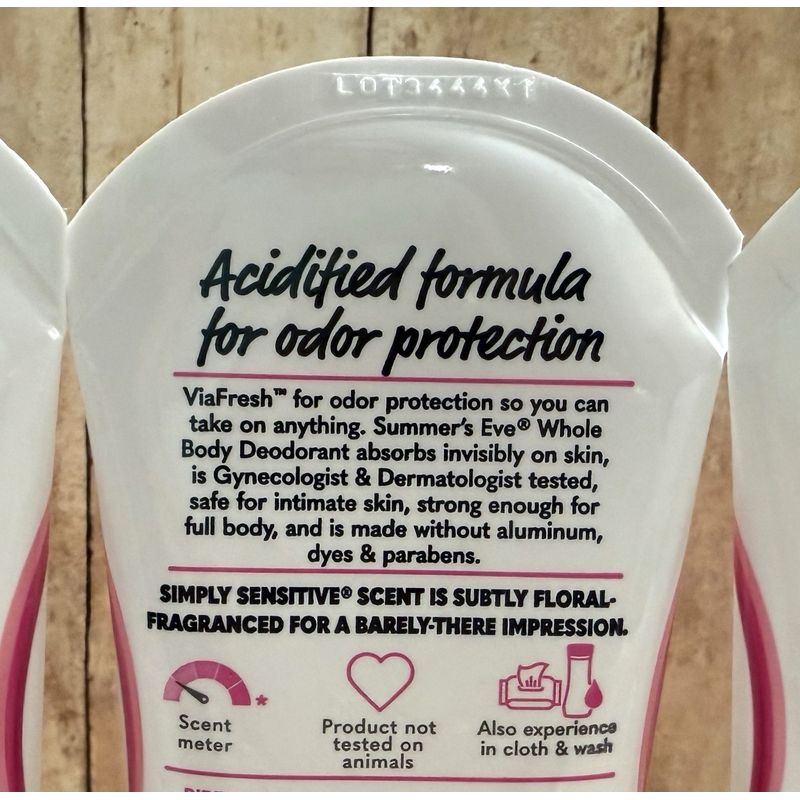 Acidified formula
for odor protection
ViaFresh™ for odor protection so you can
take on anything. Summer's Eve® Whole
Body Deodorant absorbs invisibly on skin,
is Gynecologist & Dermatologist tested,
safe for intimate skin, strong enough for
full body, and is made without aluminum,
dyes & parabens.
SIMPLY SENSITIVE® SCENT IS SUBTLY FLORAL-
FRAGRANCED FOR A BARELY-THERE IMPRESSION.
*
Scent
meter
Product not
tested on
animals
Also experience
in cloth & wash